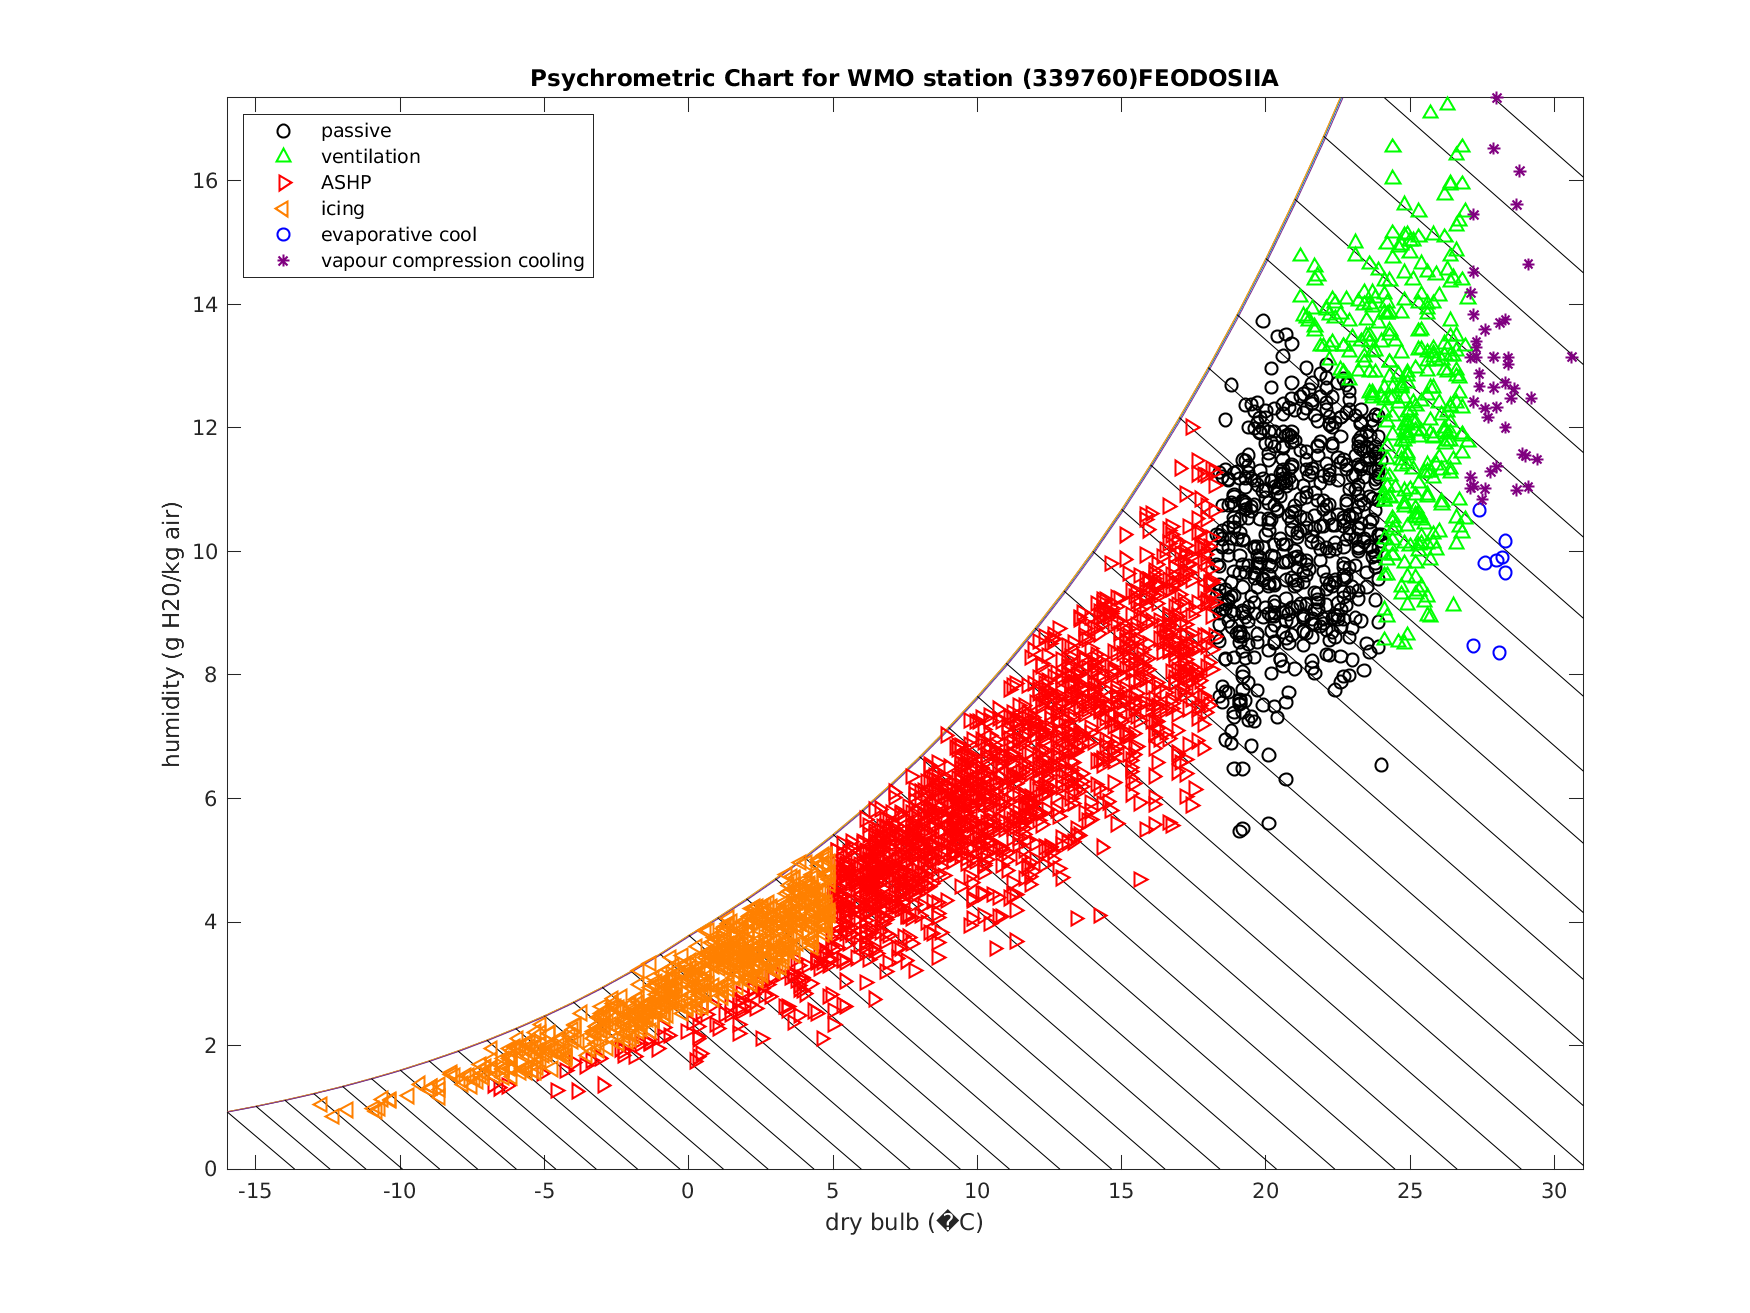 Psychrometric Chart for WMO station (339760)FEODOSIIA
passive
ventilation
ASHP
icing
evaporative cool
vapour compression cooling
humidity (g H20/kg air)
16
14
12
10
8
6
4
2
0
-15 -10 -5 0 5 10 15 20 25 30
dry bulb (�C)